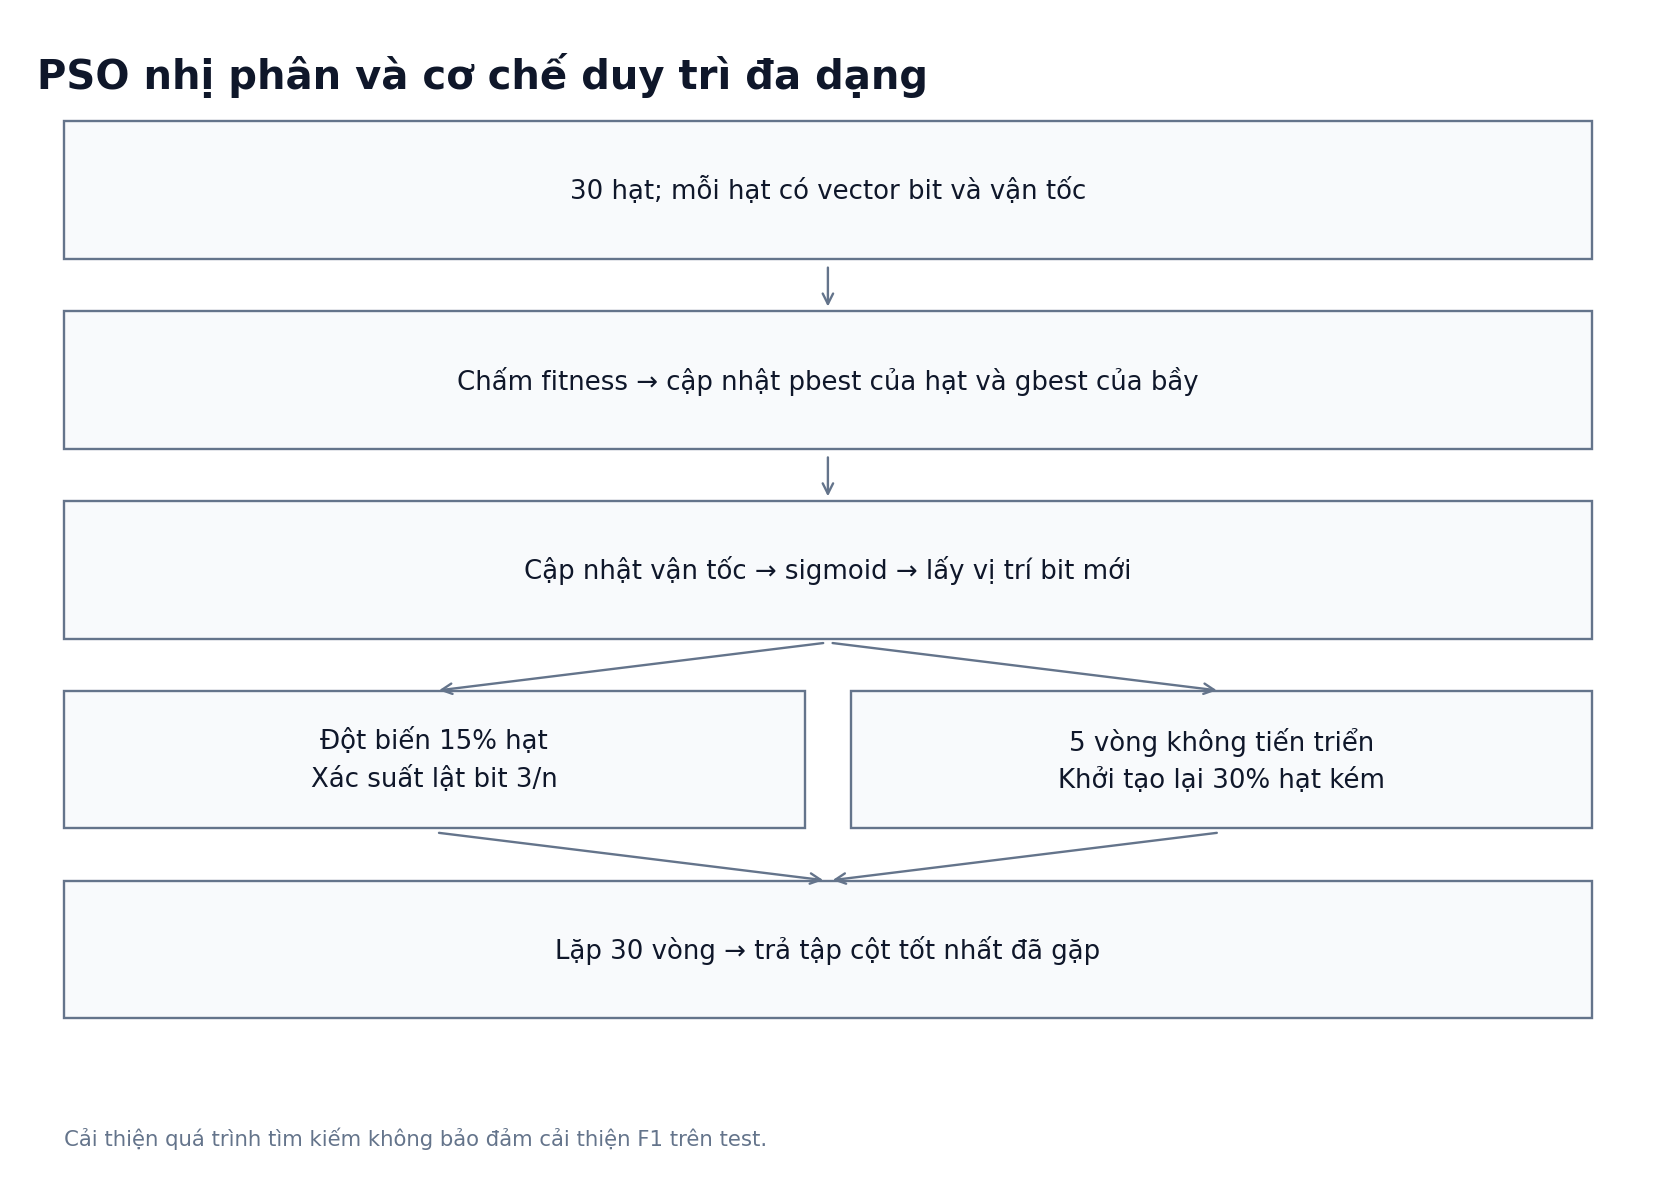 PSO nhị phân và cơ chế duy trì đa dạng
30 hạt; mỗi hạt có vector bit và vận tốc
Chấm fitness → cập nhật pbest của hạt và gbest của bầy
Cập nhật vận tốc → sigmoid → lấy vị trí bit mới
Đột biến 15% hạt
Xác suất lật bit 3/n
5 vòng không tiến triển
Khởi tạo lại 30% hạt kém
Lặp 30 vòng → trả tập cột tốt nhất đã gặp
Cải thiện quá trình tìm kiếm không bảo đảm cải thiện F1 trên test.